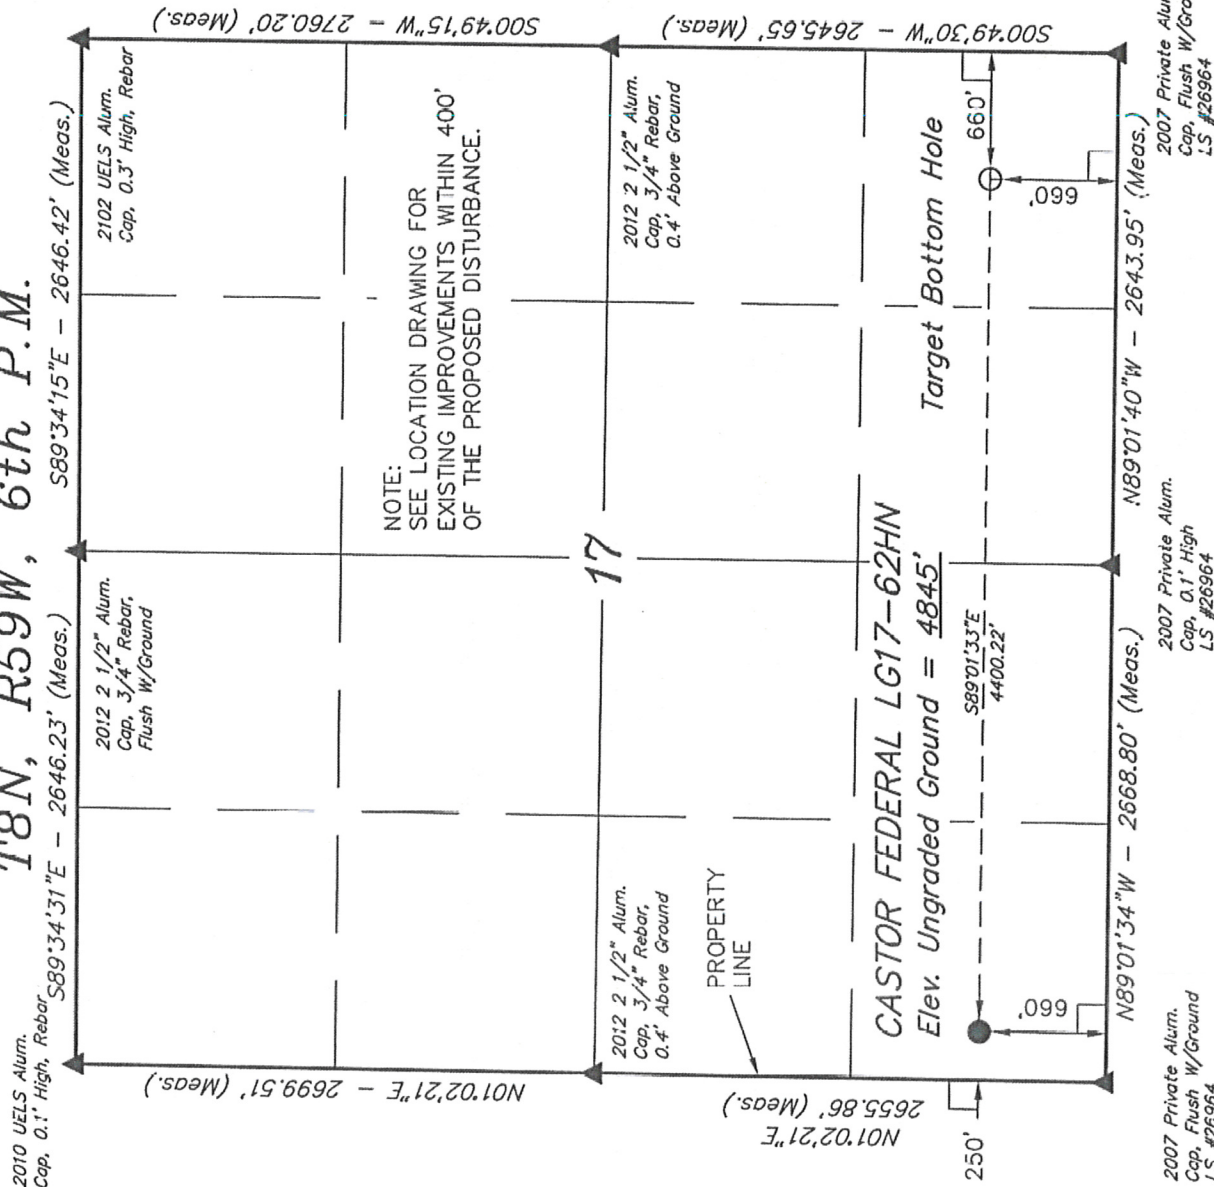 T8N, R59W, 6th P.M.
2010 UELS Alum.
Cap, 0.1' High, Rebar
S89°34'31"E - 2646.23' (Meas.)
S89°34'15"E - 2646.42' (Meas.)
2012 2 1/2" Alum.
Cap, 3/4" Rebar,
Flush W/Ground
2102 UELS Alum.
Cap, 0.3' High, Rebar
N01°02'21"E - 2699.51' (Meas.)
S00°49'15"W - 2760.20' (Meas.)
NOTE:
SEE LOCATION DRAWING FOR
EXISTING IMPROVEMENTS WITHIN 400'
OF THE PROPOSED DISTURBANCE.
17
2012 2 1/2" Alum.
Cap, 3/4" Rebar,
0.4' Above Ground
2012 2 1/2" Alum.
Cap, 3/4" Rebar,
0.4' Above Ground
PROPERTY
LINE
N01°02'21"E
2655.86' (Meas.)
S00°49'30"W - 2645.65' (Meas.)
CASTOR FEDERAL LG17-62HN
Elev. Ungraded Ground = 4845'
Target Bottom Hole
250'
S89°01'33"E
4400.22'
660'
660'
660'
N89°01'34"W - 2668.80' (Meas.)
N89°01'40"W - 2643.95' (Meas.)
2007 Private Alum.
Cap, Flush W/Ground
LS #26964
2007 Private Alum.
Cap, 0.1' High
LS #26964
2007 Private Alum.
Cap, Flush W/Gro
LS #26964